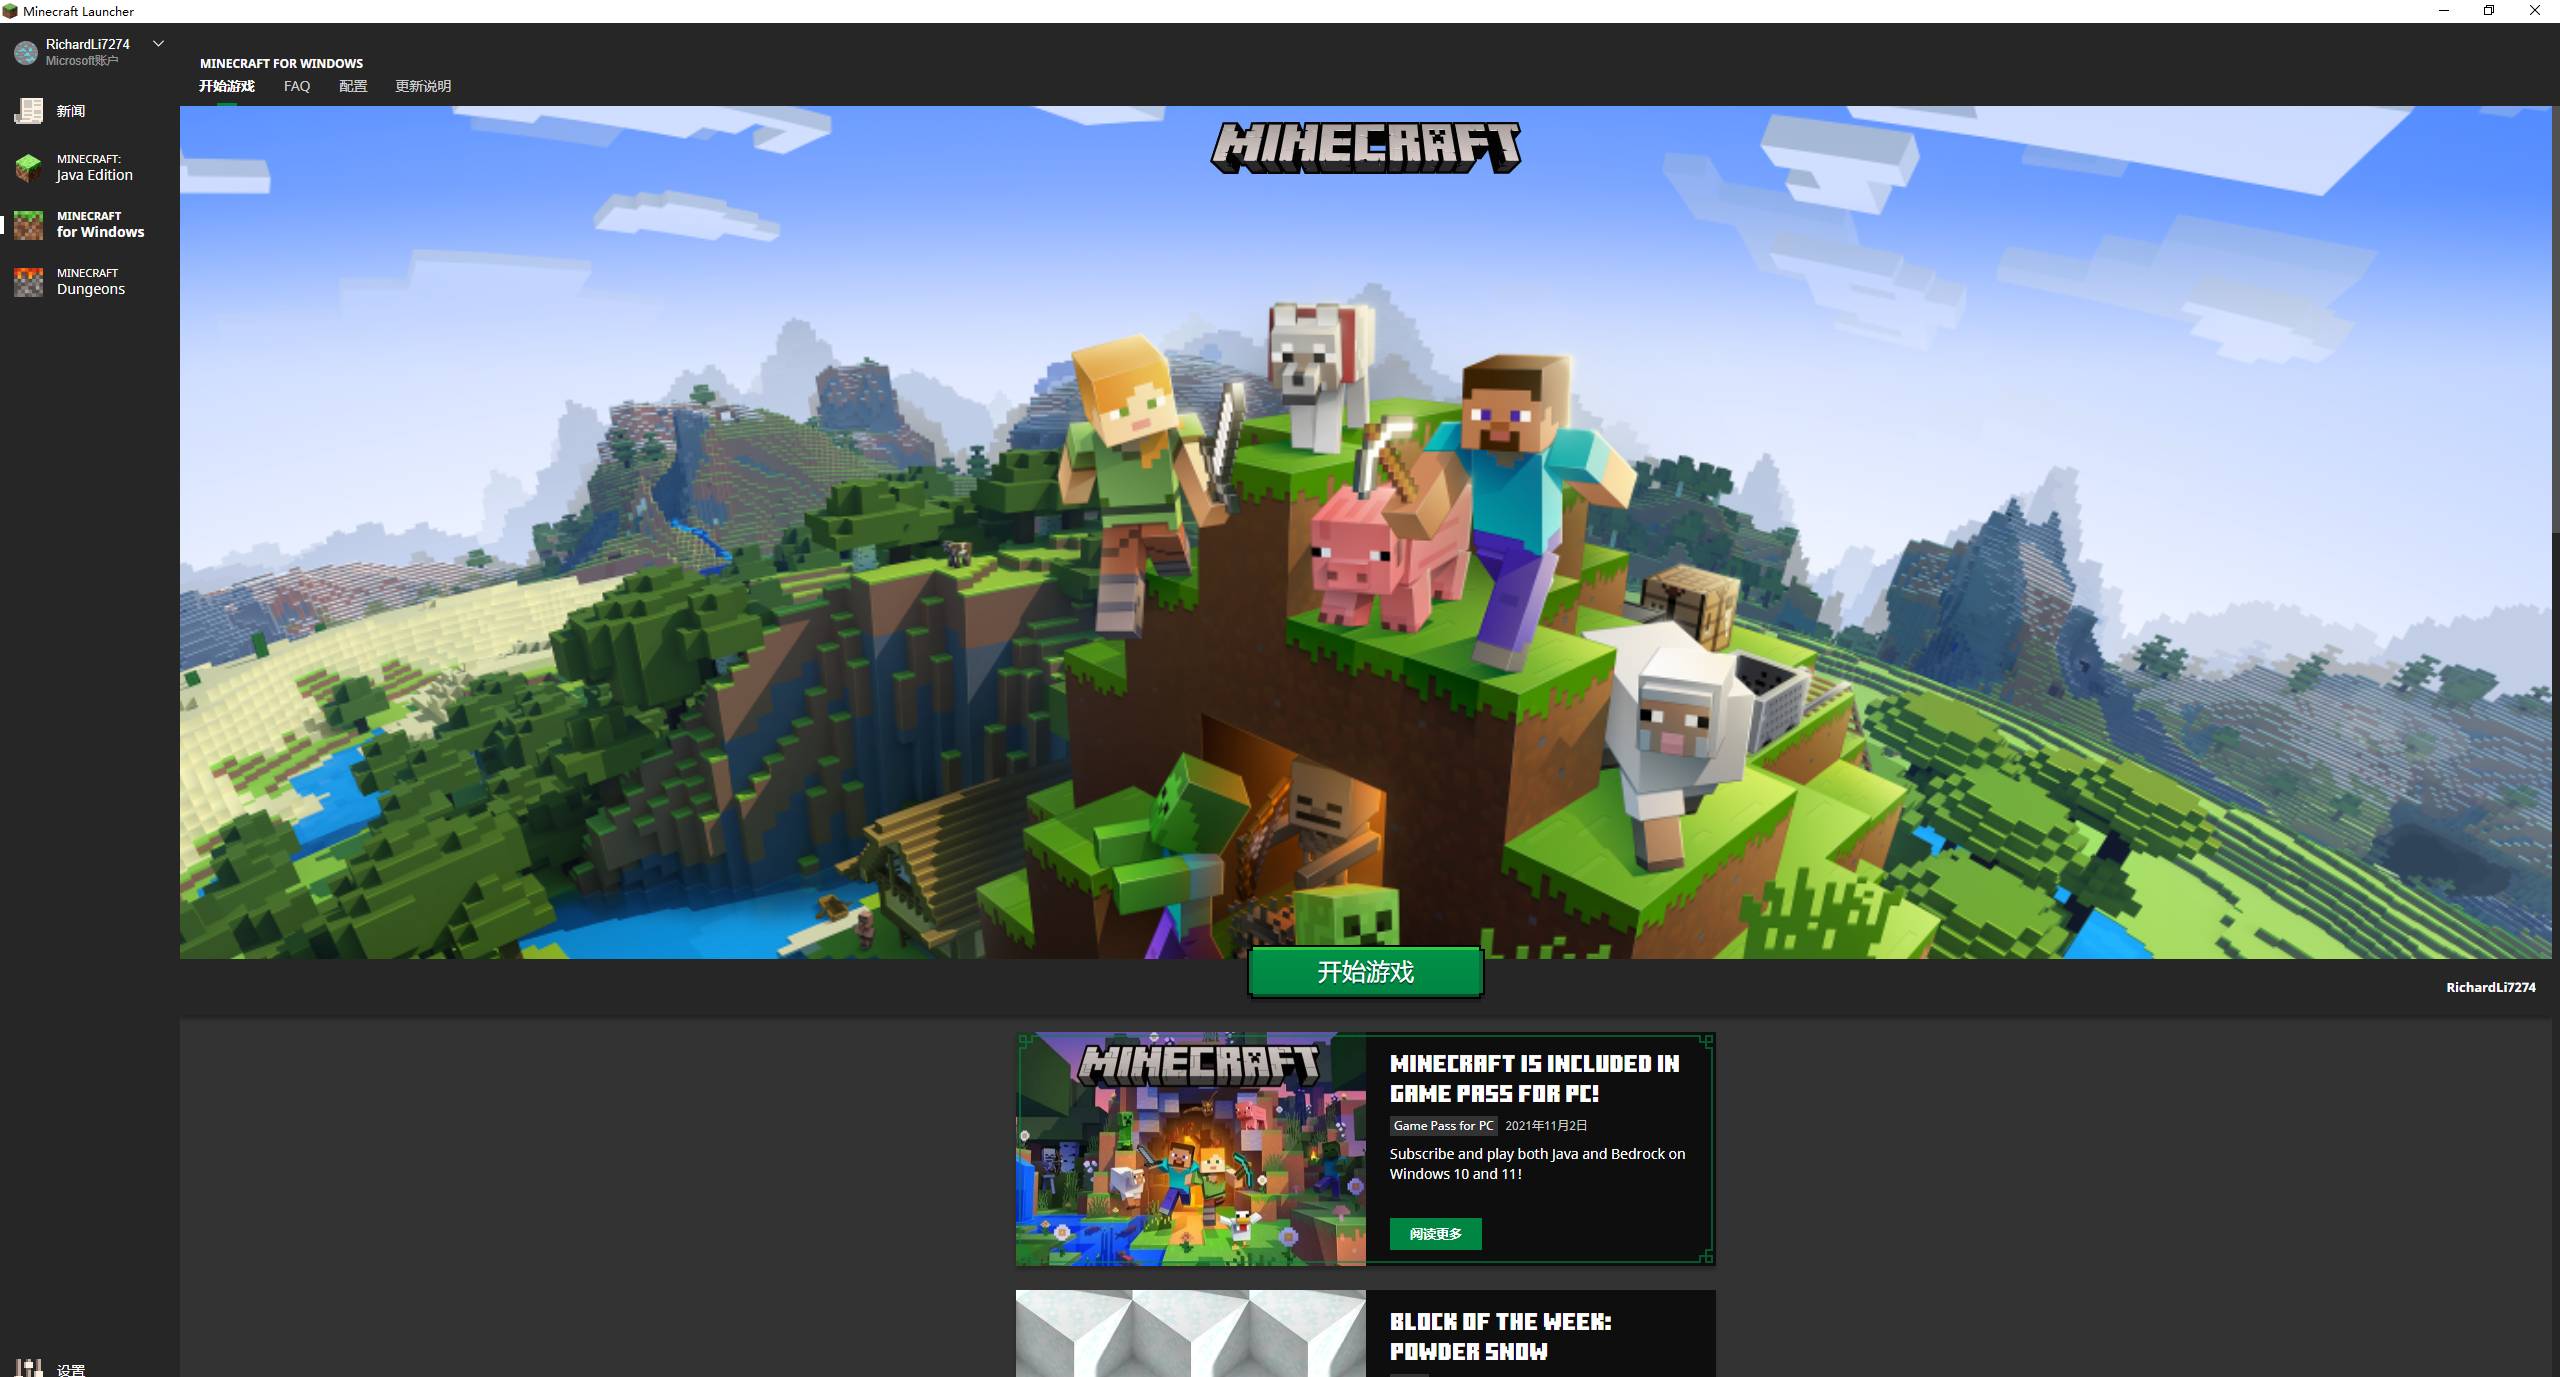 Minecraft Launcher
RichardLi7274
Microsoft账户
新闻
MINECRAFT:
Java Edition
MINECRAFT
for Windows
MINECRAFT
Dungeons
设置
MINECRAFT FOR WINDOWS
开始游戏 FAQ 配置 更新说明
MINECRAFT
开始游戏
RichardLi7274
MINECRAFT
MINECRAFT IS INCLUDED IN
GAME PASS FOR PC!
Game Pass for PC 2021年11月2日
Subscribe and play both Java and Bedrock on
Windows 10 and 11!
阅读更多
BLOCK OF THE WEEK:
POWDER SNOW